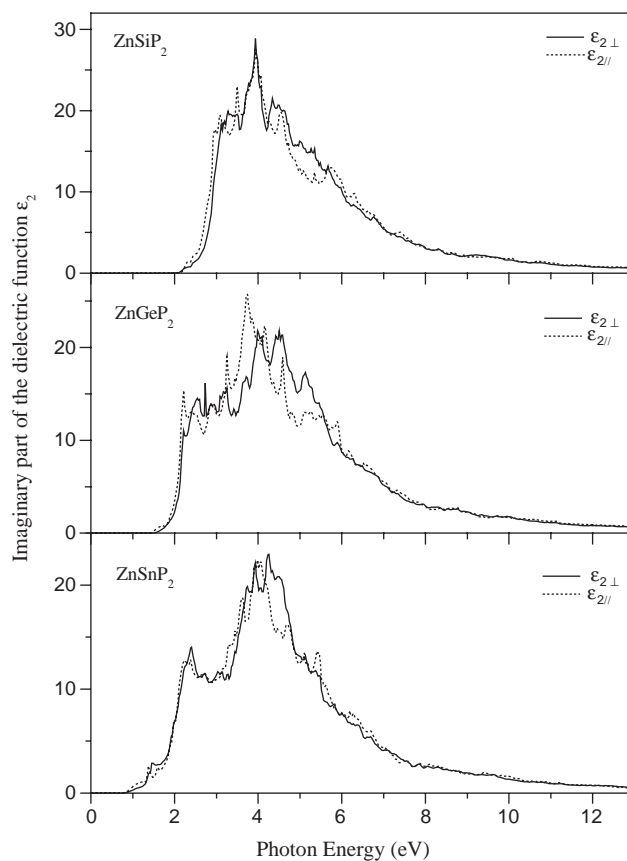 30
ZnSiP2
ε2⊥
ε2//
20
10
0
ZnGeP2
ε2⊥
ε2//
20
10
0
ZnSnP2
ε2⊥
ε2//
20
10
0
0 2 4 6 8 10 12
Photon Energy (eV)
Imaginary part of the dielectric function ε2